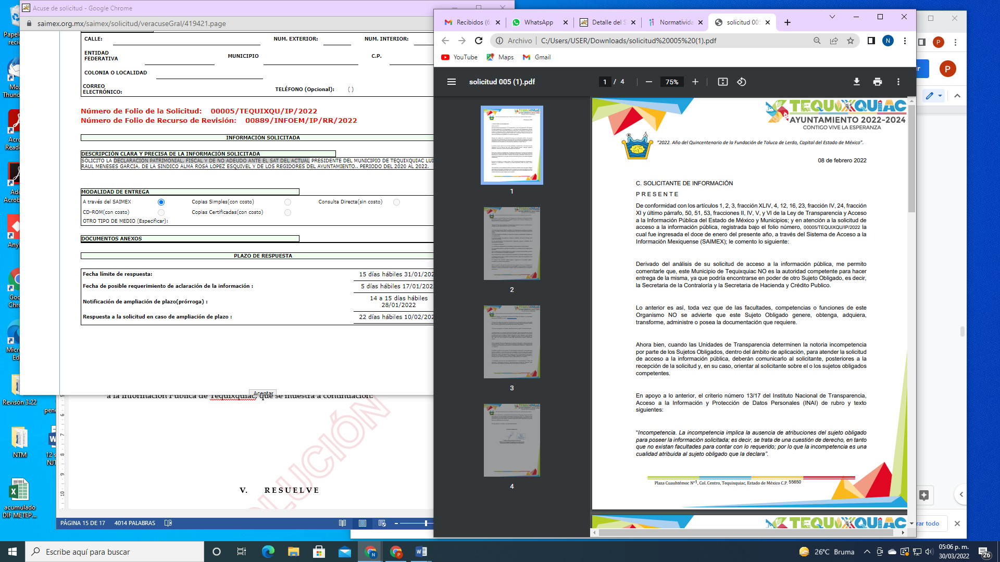 Acuse de solicitud - Google Chrome
saimex.org.mx/saimex/solicitud/veracuseGral/419421.page
CALLE: NUM. EXTERIOR: NUM. INTERIOR:
ENTIDAD FEDERATIVA MUNICIPIO C.P.
COLONIA O LOCALIDAD
CORREO ELECTRÓNICO: TELÉFONO (Opcional): ( )
Número de Folio de la Solicitud: 00005/TEQUIXQU/IP/2022
Número de Folio de Recurso de Revisión: 00889/INFOEM/IP/RR/2022
INFORMACIÓN SOLICITADA
DESCRIPCIÓN CLARA Y PRECISA DE LA INFORMACIÓN SOLICITADA
SOLICITO LA DECLARACION PATRIMONIAL, FISCAL Y DE NO ADEUDO ANTE EL SAT DEL ACTUAL PRESIDENTE DEL MUNICIPIO DE TEQUIXQUIAC LUI
RAUL MENESES GARCIA, DE LA SINDICO ALMA ROSA LOPEZ ESQUIVEL Y DE LOS REGIDORES DEL AYUNTAMIENTO.. PERIODO DEL 2020 AL 2022.
MODALIDAD DE ENTREGA
A través del SAIMEX Copias Simples(con costo) Consulta Directa(sin costo)
CD-ROM(con costo) Copias Certificadas(con costo)
OTRO TIPO DE MEDIO (Especificar):
DOCUMENTOS ANEXOS
PLAZO DE RESPUESTA
Fecha límite de respuesta: 15 días hábiles 31/01/202
Fecha de posible requerimiento de aclaración de la información : 5 días hábiles 17/01/202
Notificación de ampliación de plazo(prórroga) : 14 a 15 días hábiles
28/01/2022
Respuesta a la solicitud en caso de ampliación de plazo : 22 días hábiles 10/02/202
Aceptar
a la Información Pública de Tequixquiac, que se muestra a continuación:
V. R E S U E L V E
PÁGINA 15 DE 17 4014 PALABRAS
Recibidos (6 WhatsApp Detalle del S Normativida solicitud 005
Archivo C:/Users/USER/Downloads/solicitud%20005%20(1).pdf
N
YouTube Maps Gmail
solicitud 005 (1).pdf 1 / 4 75%
1
2
3
4
TEQUIXQUIAC
AYUNTAMIENTO 2022-2024
CONTIGO VIVE LA ESPERANZA
"2022. Año del Quincentenario de la Fundación de Toluca de Lerdo, Capital del Estado de México".
08 de febrero 2022
C. SOLICITANTE DE INFORMACIÓN
P R E S E N T E
De conformidad con los artículos 1, 2, 3, fracción XLIV, 4, 12, 16, 23, fracción IV, 24, fracción
XI y último párrafo, 50, 51, 53, fracciones II, IV, V, y VI de la Ley de Transparencia y Acceso
a la Información Pública del Estado de México y Municipios; y en atención a la solicitud de
acceso a la información pública, registrada bajo el folio número, 00005/TEQUIXQU/IP/2022 la
cual fue ingresada el doce de enero del presente año, a través del Sistema de Acceso a la
Información Mexiquense (SAIMEX); le comento lo siguiente:
Derivado del análisis de su solicitud de acceso a la información pública, me permito
comentarle que, este Municipio de Tequixquiac NO es la autoridad competente para hacer
entrega de la misma, ya que podría encontrarse en poder de otro Sujeto Obligado, es decir,
la Secretaria de la Contraloría y la Secretaria de Hacienda y Crédito Publico.
Lo anterior es así, toda vez que de las facultades, competencias o funciones de este
Organismo NO se advierte que este Sujeto Obligado genere, obtenga, adquiera,
transforme, administre o posea la documentación que requiere.
Ahora bien, cuando las Unidades de Transparencia determinen la notoria incompetencia
por parte de los Sujetos Obligados, dentro del ámbito de aplicación, para atender la solicitud
de acceso a la información pública, deberán comunicarlo al solicitante, posteriores a la
recepción de la solicitud y, en su caso, orientar al solicitante sobre el o los sujetos obligados
competentes.
En apoyo a lo anterior, el criterio número 13/17 del Instituto Nacional de Transparencia,
Acceso a la Información y Protección de Datos Personales (INAI) de rubro y texto
siguientes:
"Incompetencia. La incompetencia implica la ausencia de atribuciones del sujeto obligado
para poseer la información solicitada; es decir, se trata de una cuestión de derecho, en tanto
que no existan facultades para contar con lo requerido; por lo que la incompetencia es una
cualidad atribuida al sujeto obligado que la declara".
Plaza Cuauhtémoc N°1, Col. Centro, Tequixquiac, Estado de México C.P. 55650
TEQUIXQUIAC
P
P
rar todo
Revisón 3.22
NTM
acumulado
DIF METEP...
Escribe aquí para buscar
26°C Bruma
05:06 p. m.
30/03/2022
26